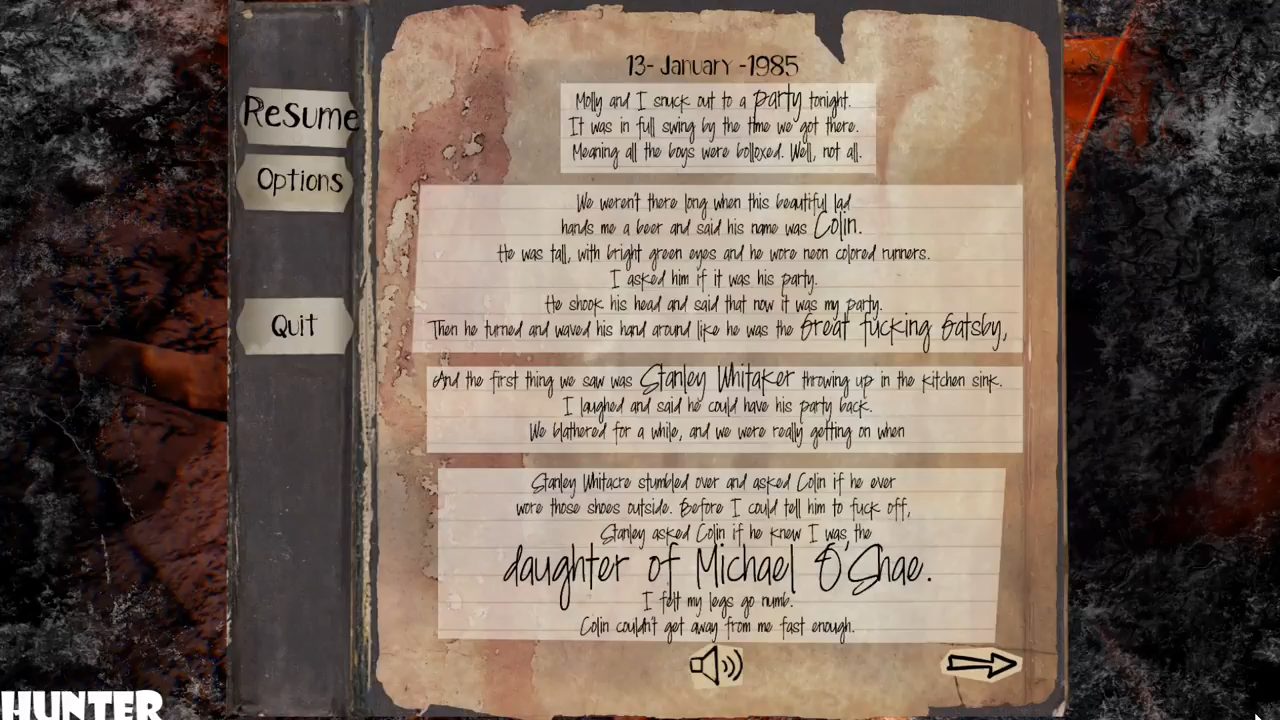 Resume
Options
Quit
13- January -1985
Molly and I snuck out to a party tonight.
It was in full swing by the time we got there.
Meaning all the boys were bolloxed. Well, not all.
We weren't there long when this beautiful lad
hands me a beer and said his name was Colin.
He was tall, with bright green eyes and he wore neon colored runners.
I asked him if it was his party.
He shook his head and said that now it was my party.
Then he turned and waved his hand around like he was the Great fucking Gatsby,
And the first thing we saw was Stanley Whitaker throwing up in the kitchen sink.
I laughed and said he could have his party back.
We blathered for a while, and we were really getting on when
Stanley Whitacre stumbled over and asked Colin if he ever
wore those shoes outside. Before I could tell him to fuck off,
Stanley asked Colin if he knew I was the
daughter of Michael O'Shae.
I felt my legs go numb.
Colin couldn't get away from me fast enough.
HUNTER